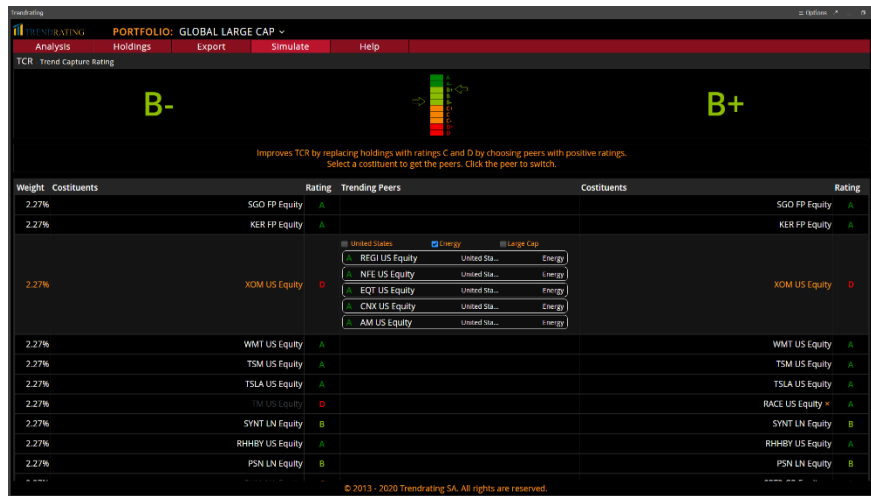 Trendrating
Options
TRENDRATING PORTFOLIO: GLOBAL LARGE CAP
Analysis Holdings Export Simulate Help
TCR Trend Capture Rating
B- B+
Improves TCR by replacing holdings with ratings C and D by choosing peers with positive ratings.
Select a costituent to get the peers. Click the peer to switch.
Weight Costituents Rating Trending Peers Costituents Rating
2.27% SGO FP Equity A SGO FP Equity A
2.27% KER FP Equity A KER FP Equity A
United States Energy Large Cap
A REGI US Equity United Sta... Energy
A NFE US Equity United Sta... Energy
2.27% XOM US Equity D A EQT US Equity United Sta... Energy XOM US Equity D
A CNX US Equity United Sta... Energy
A AM US Equity United Sta... Energy
2.27% WMT US Equity A WMT US Equity A
2.27% TSM US Equity A TSM US Equity A
2.27% TSLA US Equity A TSLA US Equity A
2.27% TM US Equity D RACE US Equity × A
2.27% SYNT LN Equity B SYNT LN Equity B
2.27% RHHBY US Equity A RHHBY US Equity A
2.27% PSN LN Equity B PSN LN Equity B
© 2013 - 2020 Trendrating SA. All rights are reserved.